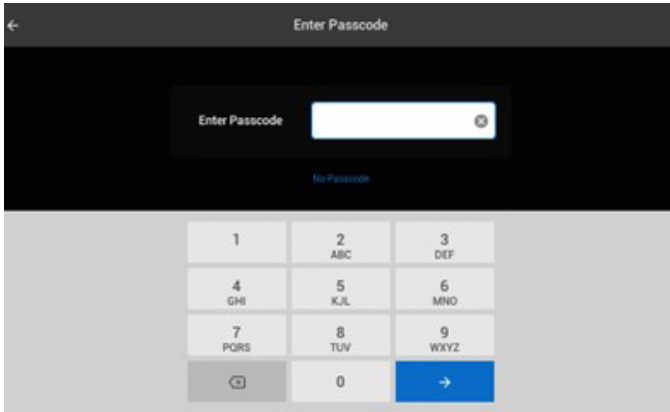 Enter Passcode
Enter Passcode
No Passcode
1 2 3
ABC DEF
4 5 6
GHI KJL MNO
7 8 9
PQRS TUV WXYZ
0